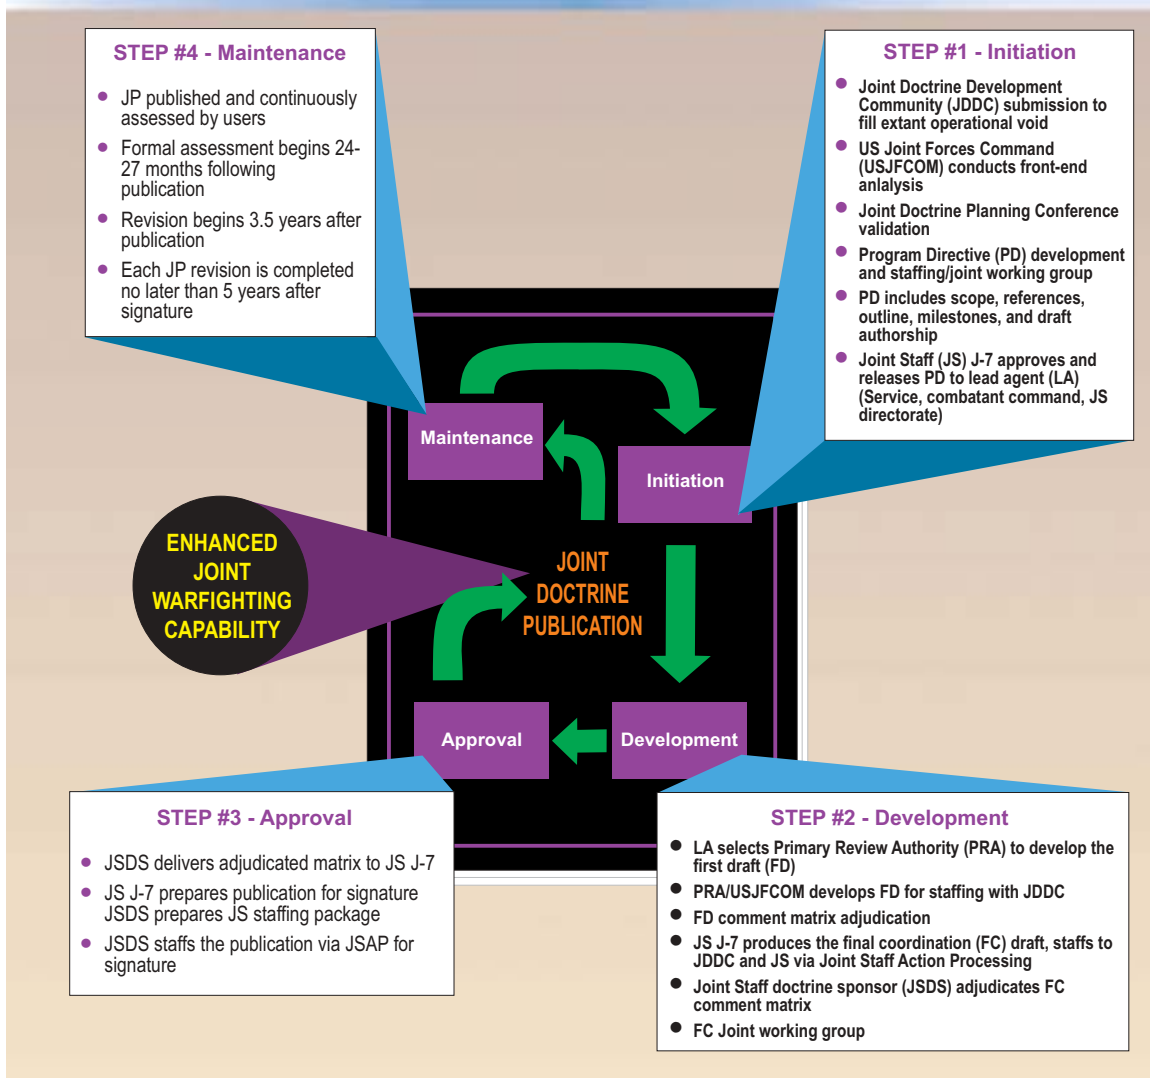 STEP #4 - Maintenance
JP published and continuously
assessed by users
Formal assessment begins 24-
27 months following
publication
Revision begins 3.5 years after
publication
Each JP revision is completed
no later than 5 years after
signature
STEP #1 - Initiation
Joint Doctrine Development
Community (JDDC) submission to
fill extant operational void
US Joint Forces Command
(USJFCOM) conducts front-end
anlalysis
Joint Doctrine Planning Conference
validation
Program Directive (PD) development
and staffing/joint working group
PD includes scope, references,
outline, milestones, and draft
authorship
Joint Staff (JS) J-7 approves and
releases PD to lead agent (LA)
(Service, combatant command, JS
directorate)
Maintenance
Initiation
ENHANCED
JOINT
WARFIGHTING
CAPABILITY
JOINT
DOCTRINE
PUBLICATION
Approval
Development
STEP #3 - Approval
JSDS delivers adjudicated matrix to JS J-7
JS J-7 prepares publication for signature
JSDS prepares JS staffing package
JSDS staffs the publication via JSAP for
signature
STEP #2 - Development
LA selects Primary Review Authority (PRA) to develop the
first draft (FD)
PRA/USJFCOM develops FD for staffing with JDDC
FD comment matrix adjudication
JS J-7 produces the final coordination (FC) draft, staffs to
JDDC and JS via Joint Staff Action Processing
Joint Staff doctrine sponsor (JSDS) adjudicates FC
comment matrix
FC Joint working group